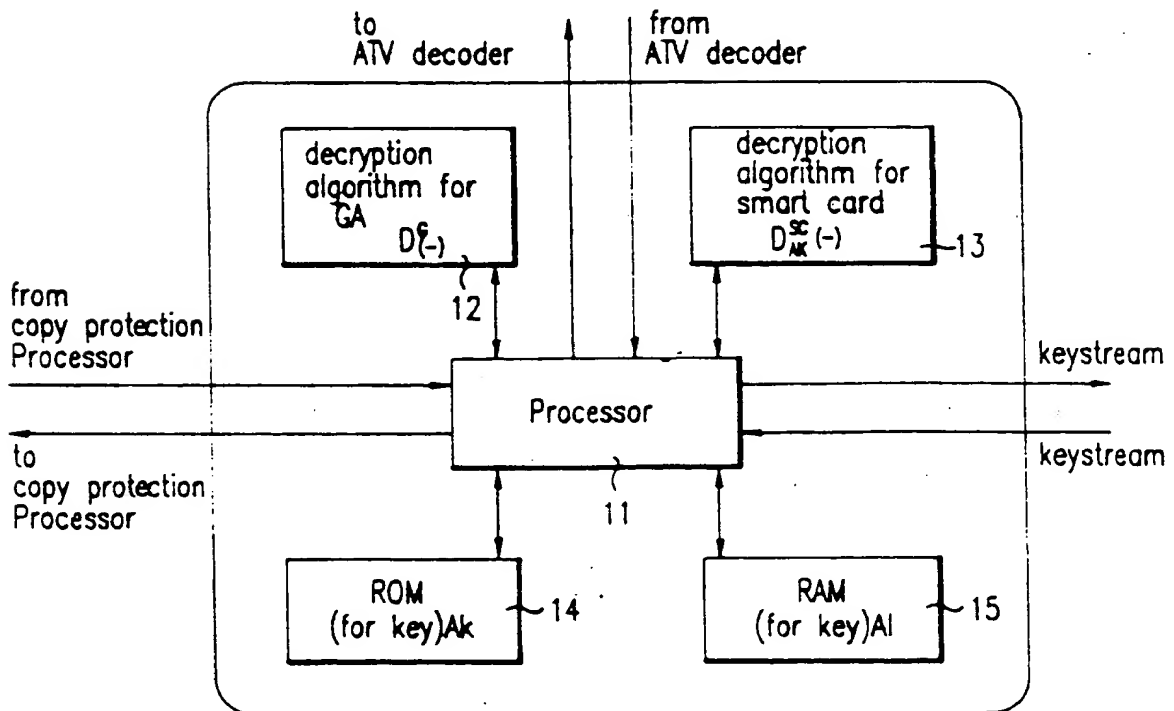 to
ATV decoder
from
ATV decoder
decryption
algorithm for
GA
D^G_(-)
12
decryption
algorithm for
smart card
D^SC_AK (-)
13
from
copy protection
Processor
keystream
Processor
11
to
copy protection
Processor
keystream
ROM
(for key)Ak
14
RAM
(for key)AI
15